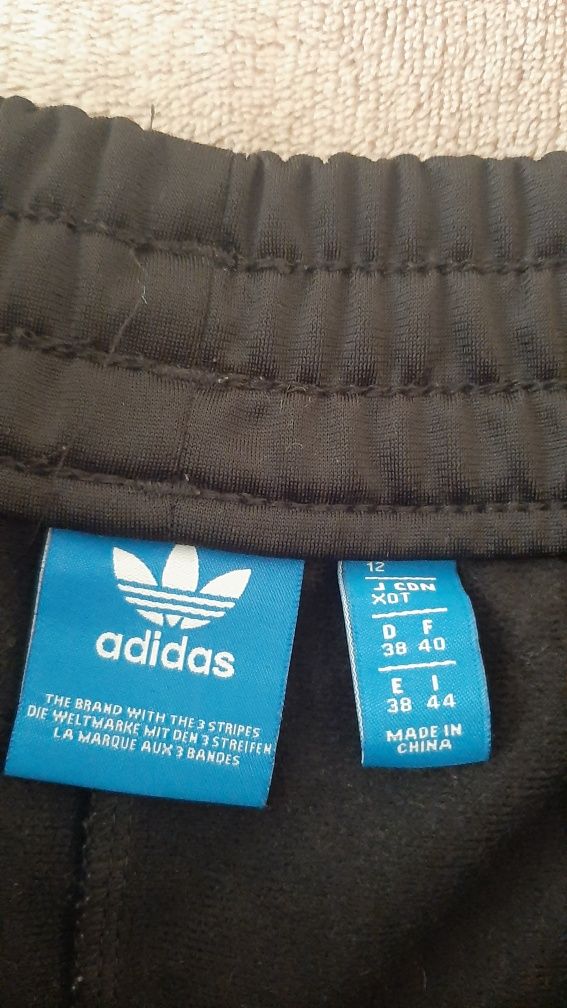 adidas
THE BRAND WITH THE 3 STRIPES
DIE WELTMARKE MIT DEN 3 STREIFEN
LA MARQUE AUX 3 BANDES
12
J CDN
XOT
D F
38 40
E I
38 44
MADE IN
CHINA